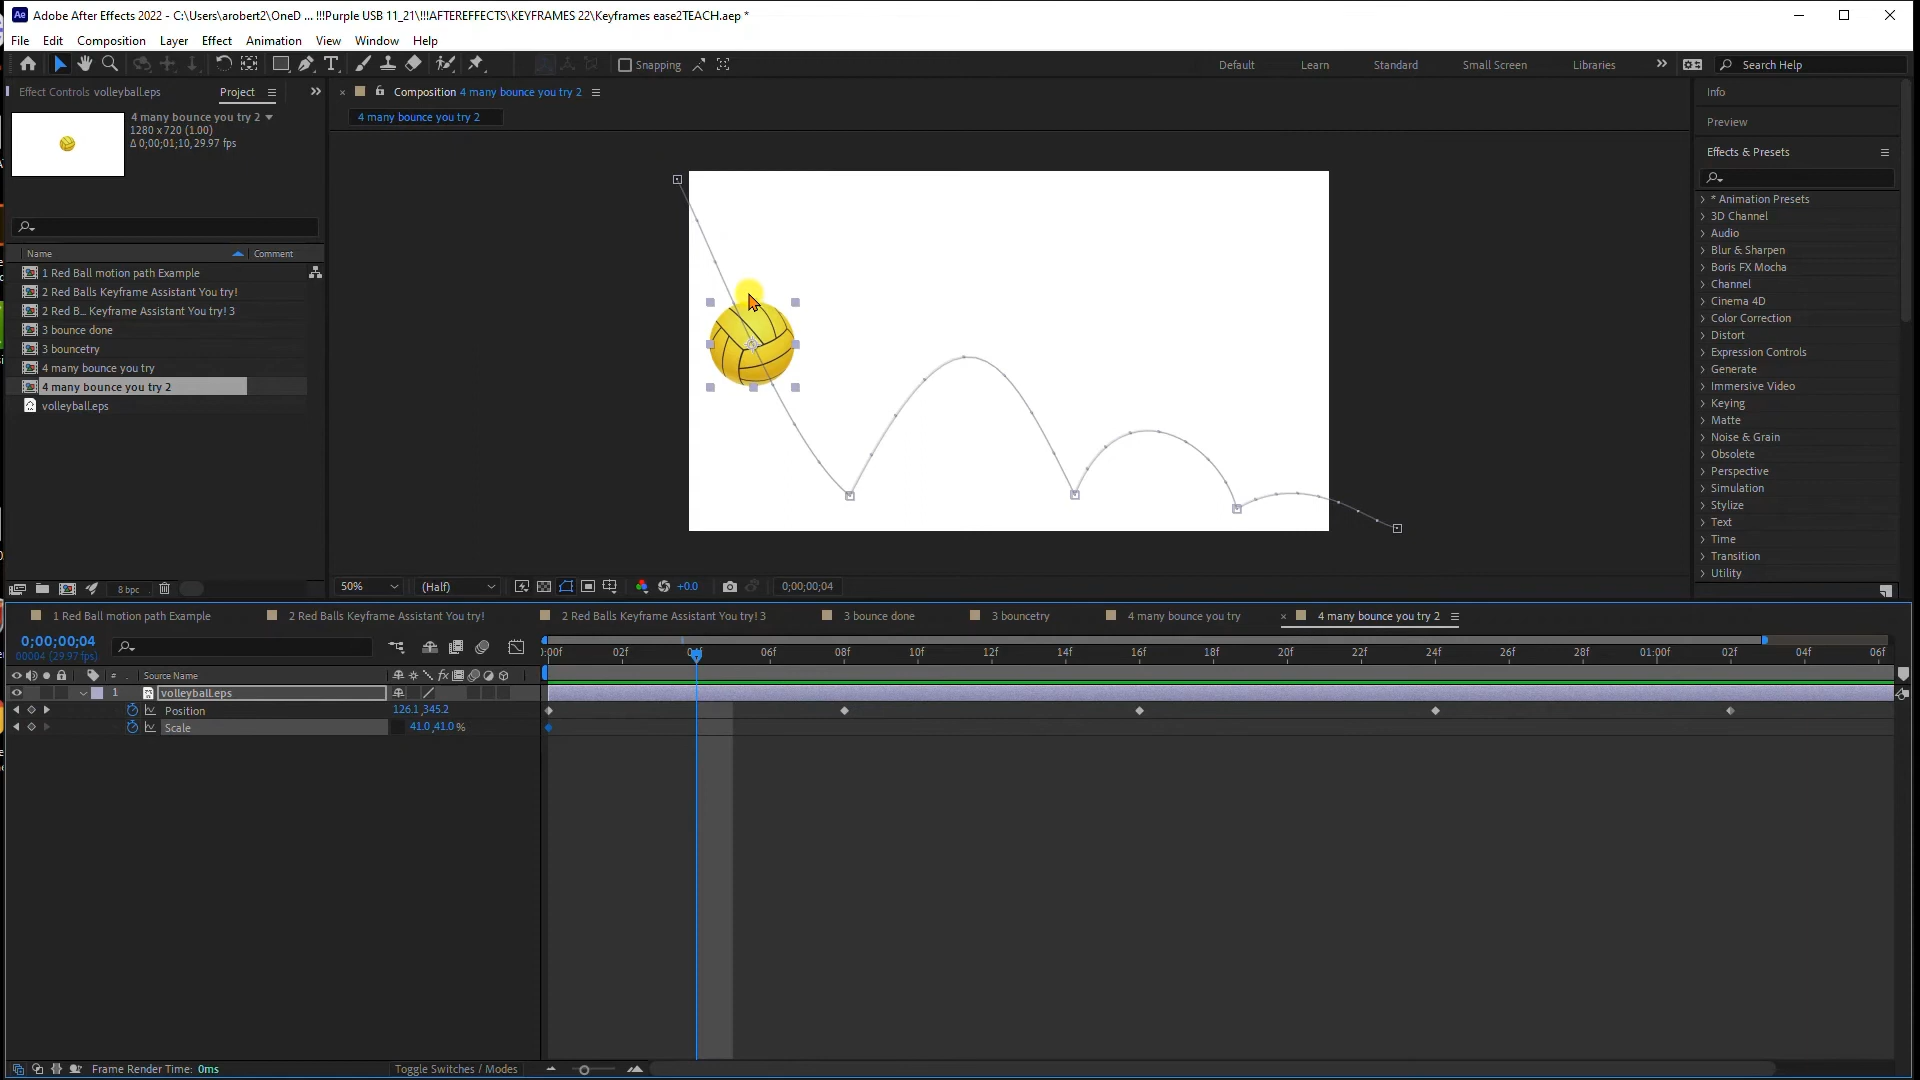 Ae Adobe After Effects 2022 - C:\Users\arobert2\OneD ... !!!Purple USB 11_21\!!!AFTEREFFECTS\KEYFRAMES 22\Keyframes ease2TEACH.aep *
File Edit Composition Layer Effect Animation View Window Help
Snapping Default Learn Standard Small Screen Libraries Search Help
Effect Controls volleyball.eps Project
Composition 4 many bounce you try 2
4 many bounce you try 2
4 many bounce you try 2
1280 x 720 (1.00)
Δ 0;00;01;10, 29.97 fps
Name Comment
1 Red Ball motion path Example
2 Red Balls Keyframe Assistant You try!
2 Red B... Keyframe Assistant You try! 3
3 bounce done
3 bouncetry
4 many bounce you try
4 many bounce you try 2
volleyball.eps
8 bpc
50% (Half) +0.0 0;00;00;04
Info
Preview
Effects & Presets
* Animation Presets
3D Channel
Audio
Blur & Sharpen
Boris FX Mocha
Channel
Cinema 4D
Color Correction
Distort
Expression Controls
Generate
Immersive Video
Keying
Matte
Noise & Grain
Obsolete
Perspective
Simulation
Stylize
Text
Time
Transition
Utility
1 Red Ball motion path Example 2 Red Balls Keyframe Assistant You try! 2 Red Balls Keyframe Assistant You try! 3 3 bounce done 3 bouncetry 4 many bounce you try 4 many bounce you try 2
0;00;00;04
00004 (29.97 fps)
:00f 02f 06f 08f 10f 12f 14f 16f 18f 20f 22f 24f 26f 28f 01:00f 02f 04f 06f
# Source Name fx
1 volleyball.eps
Position 126.1,345.2
Scale 41.0,41.0 %
Frame Render Time: 0ms Toggle Switches / Modes